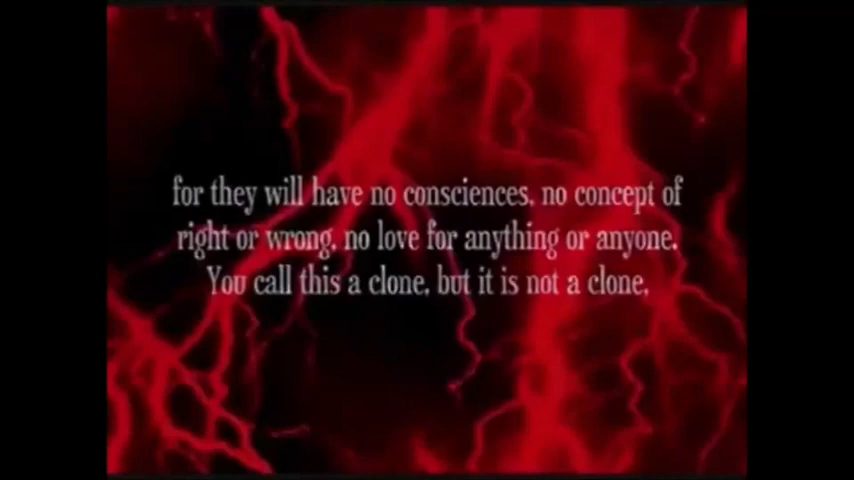 for they will have no consciences, no concept of
right or wrong, no love for anything or anyone.
You call this a clone, but it is not a clone,